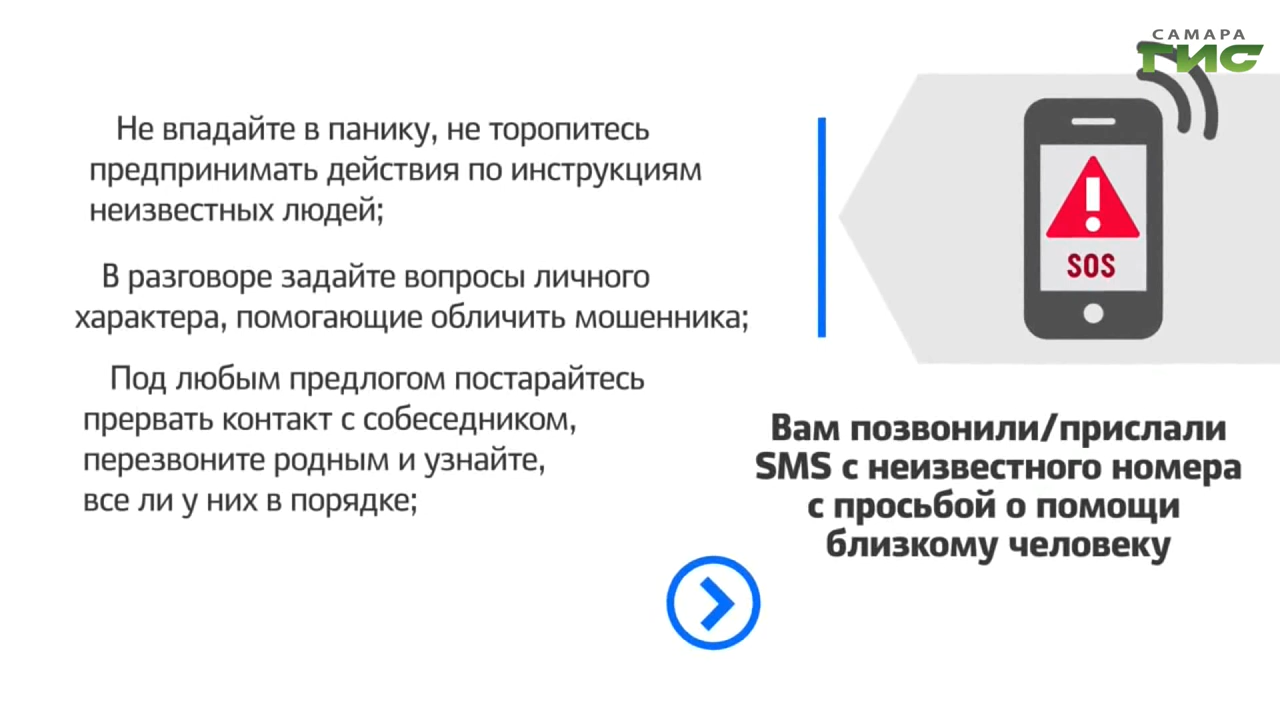 САМАРА
ГИС
Не впадайте в панику, не торопитесь
предпринимать действия по инструкциям
неизвестных людей;
В разговоре задайте вопросы личного
характера, помогающие обличить мошенника;
Под любым предлогом постарайтесь
прервать контакт с собеседником,
перезвоните родным и узнайте,
все ли у них в порядке;
SOS
Вам позвонили/прислали
SMS с неизвестного номера
с просьбой о помощи
близкому человеку